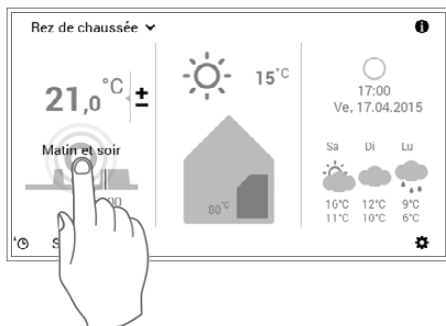 Rez de chaussée
21,0 °C ±
Matin et soir
15 °C
80 °C
17:00
Ve, 17.04.2015
Sa Di Lu
16°C 12°C 9°C
11°C 10°C 6°C